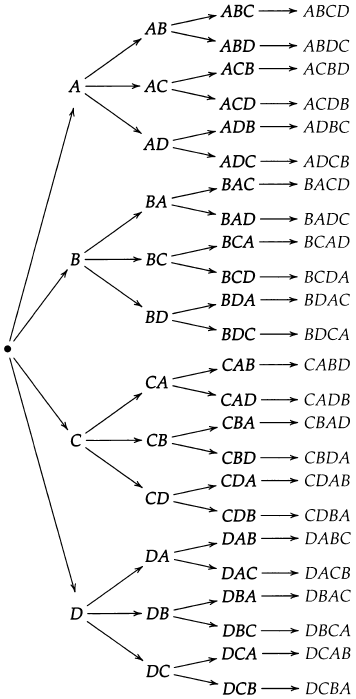 ABC ABCD
AB
ABD ABDC
ACB ACBD
A AC
ACD ACDB
ADB ADBC
AD
ADC ADCB
BAC BACD
BA
BAD BADC
BCA BCAD
B BC
BCD BCDA
BDA BDAC
BD
BDC BDCA
CAB CABD
CA
CAD CADB
CBA CBAD
C CB
CBD CBDA
CDA CDAB
CD
CDB CDBA
DAB DABC
DA
DAC DACB
DBA DBAC
D DB
DBC DBCA
DCA DCAB
DC
DCB DCBA